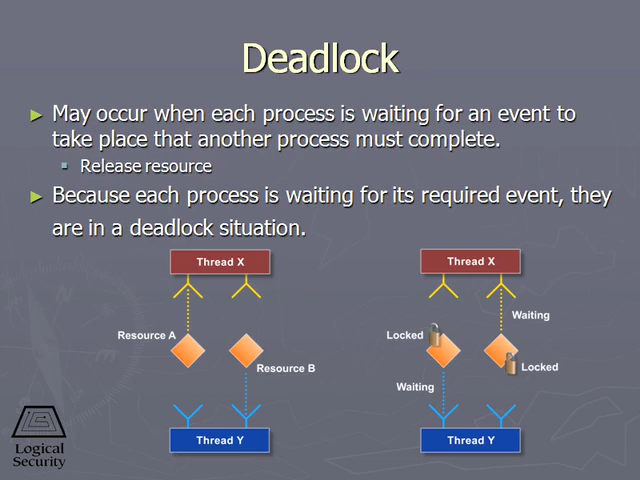 Deadlock
► May occur when each process is waiting for an event to
take place that another process must complete.
▪ Release resource
► Because each process is waiting for its required event, they
are in a deadlock situation.
Thread X
Resource A
Resource B
Thread Y
Thread X
Waiting
Locked
Locked
Waiting
Thread Y
Logical
Security